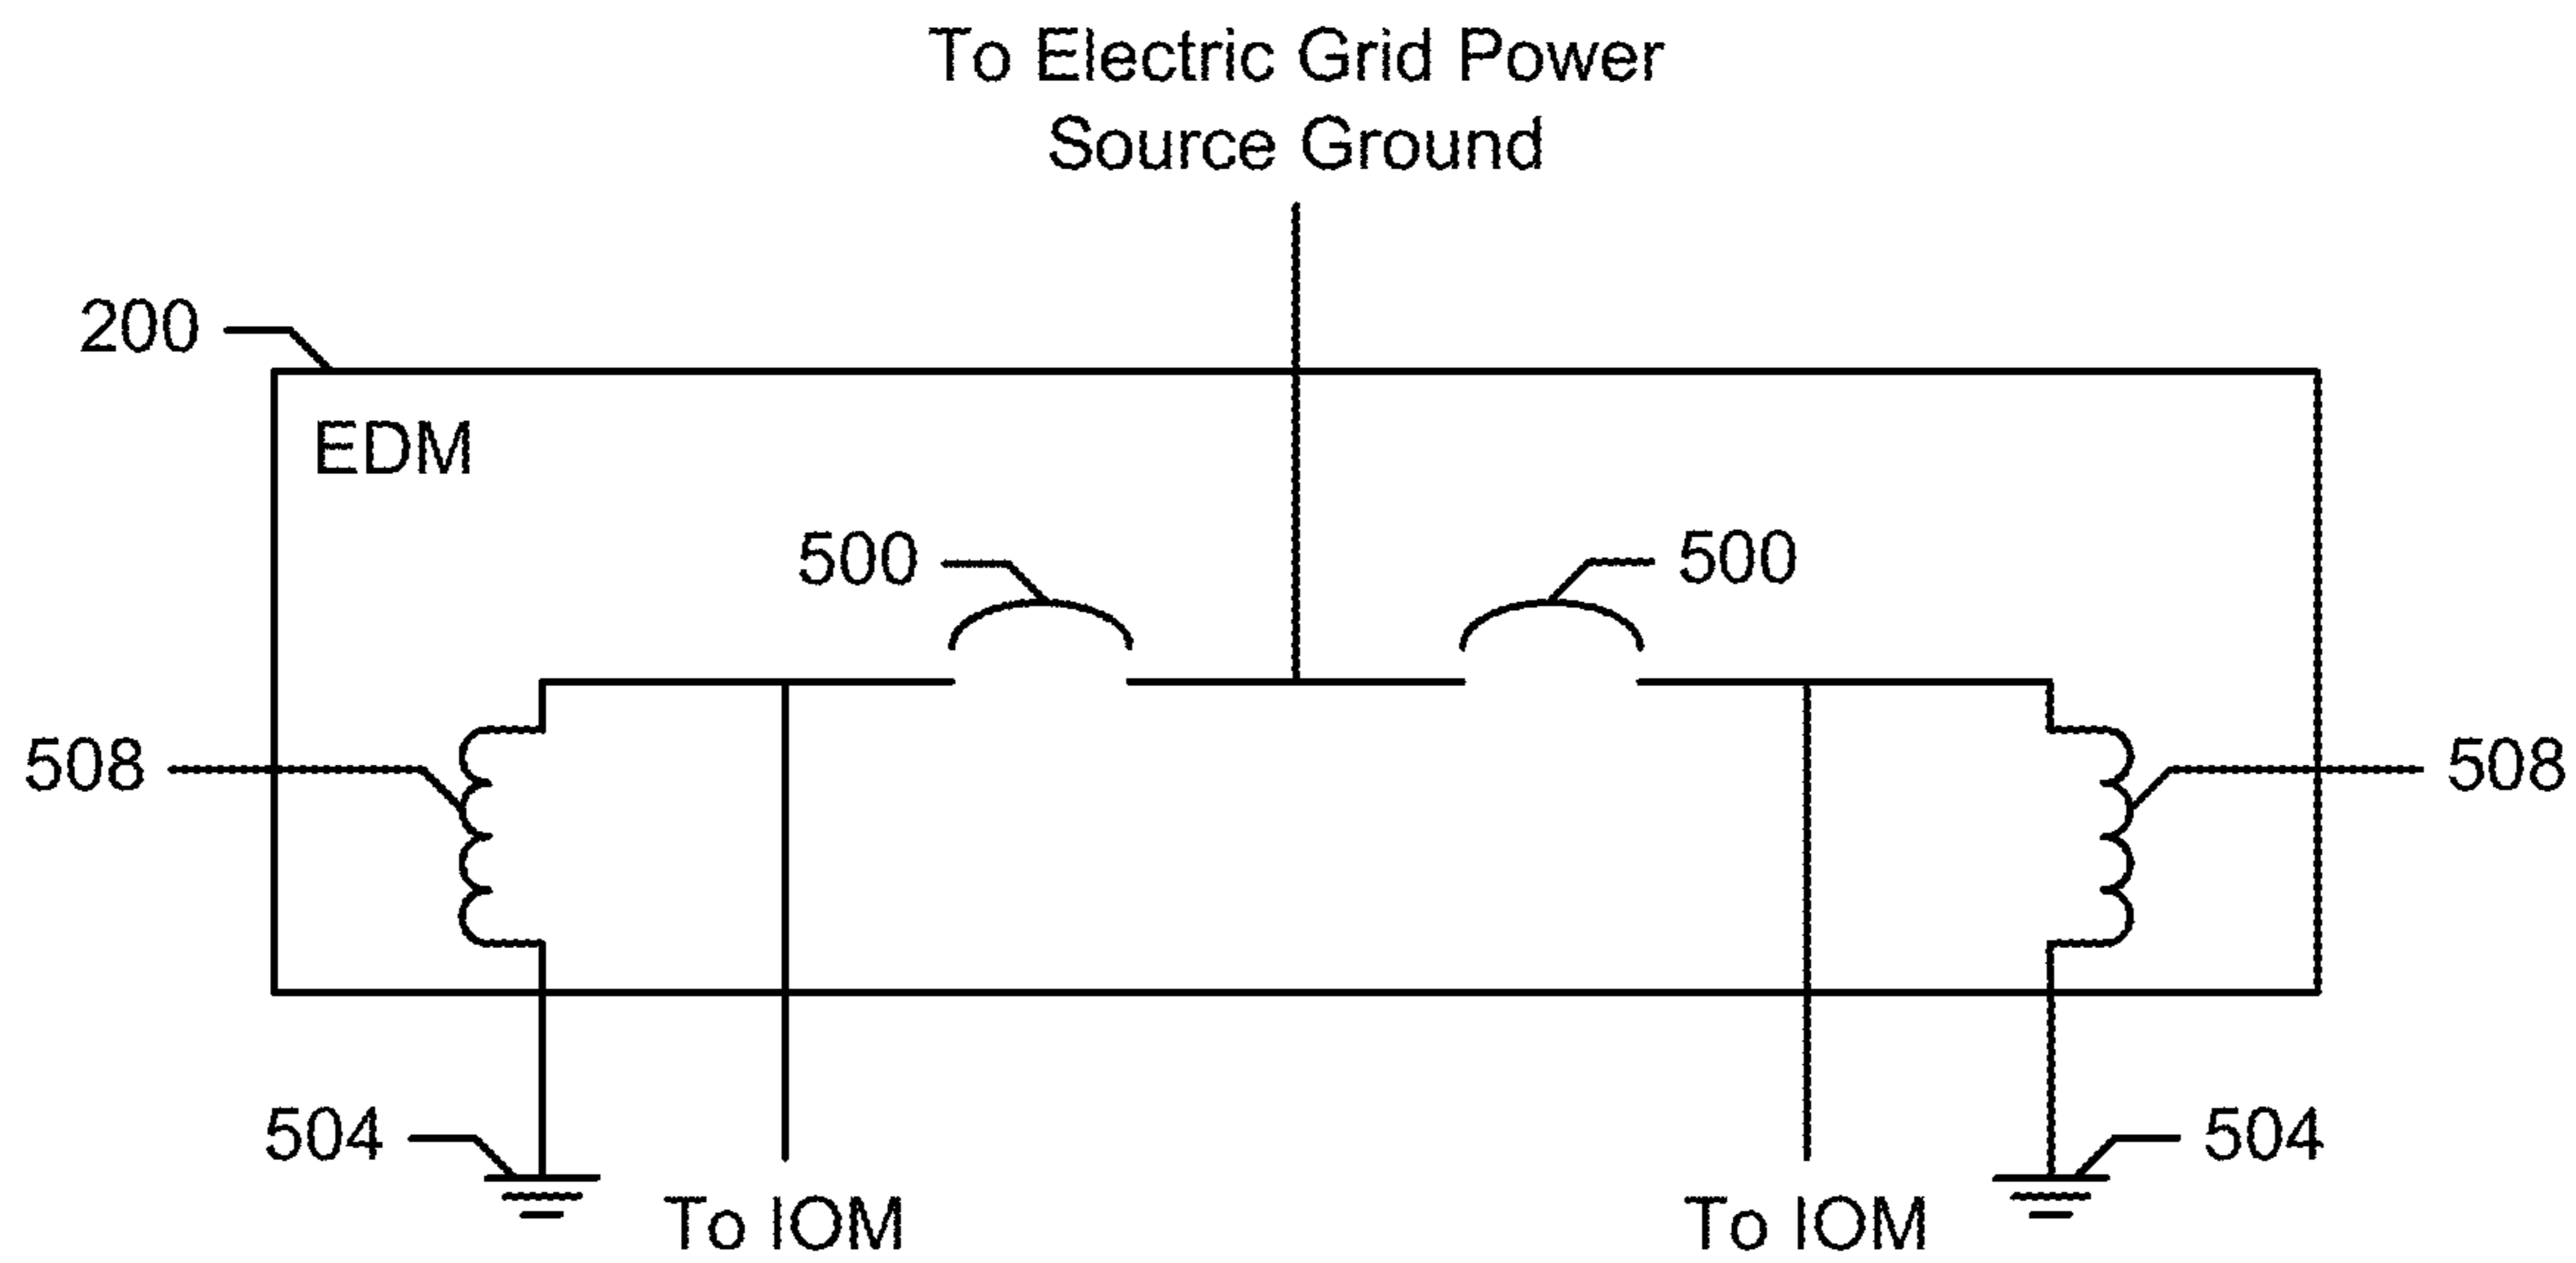 To Electric Grid Power
Source Ground
200
EDM
500
500
508
508
504
504
To IOM
To IOM